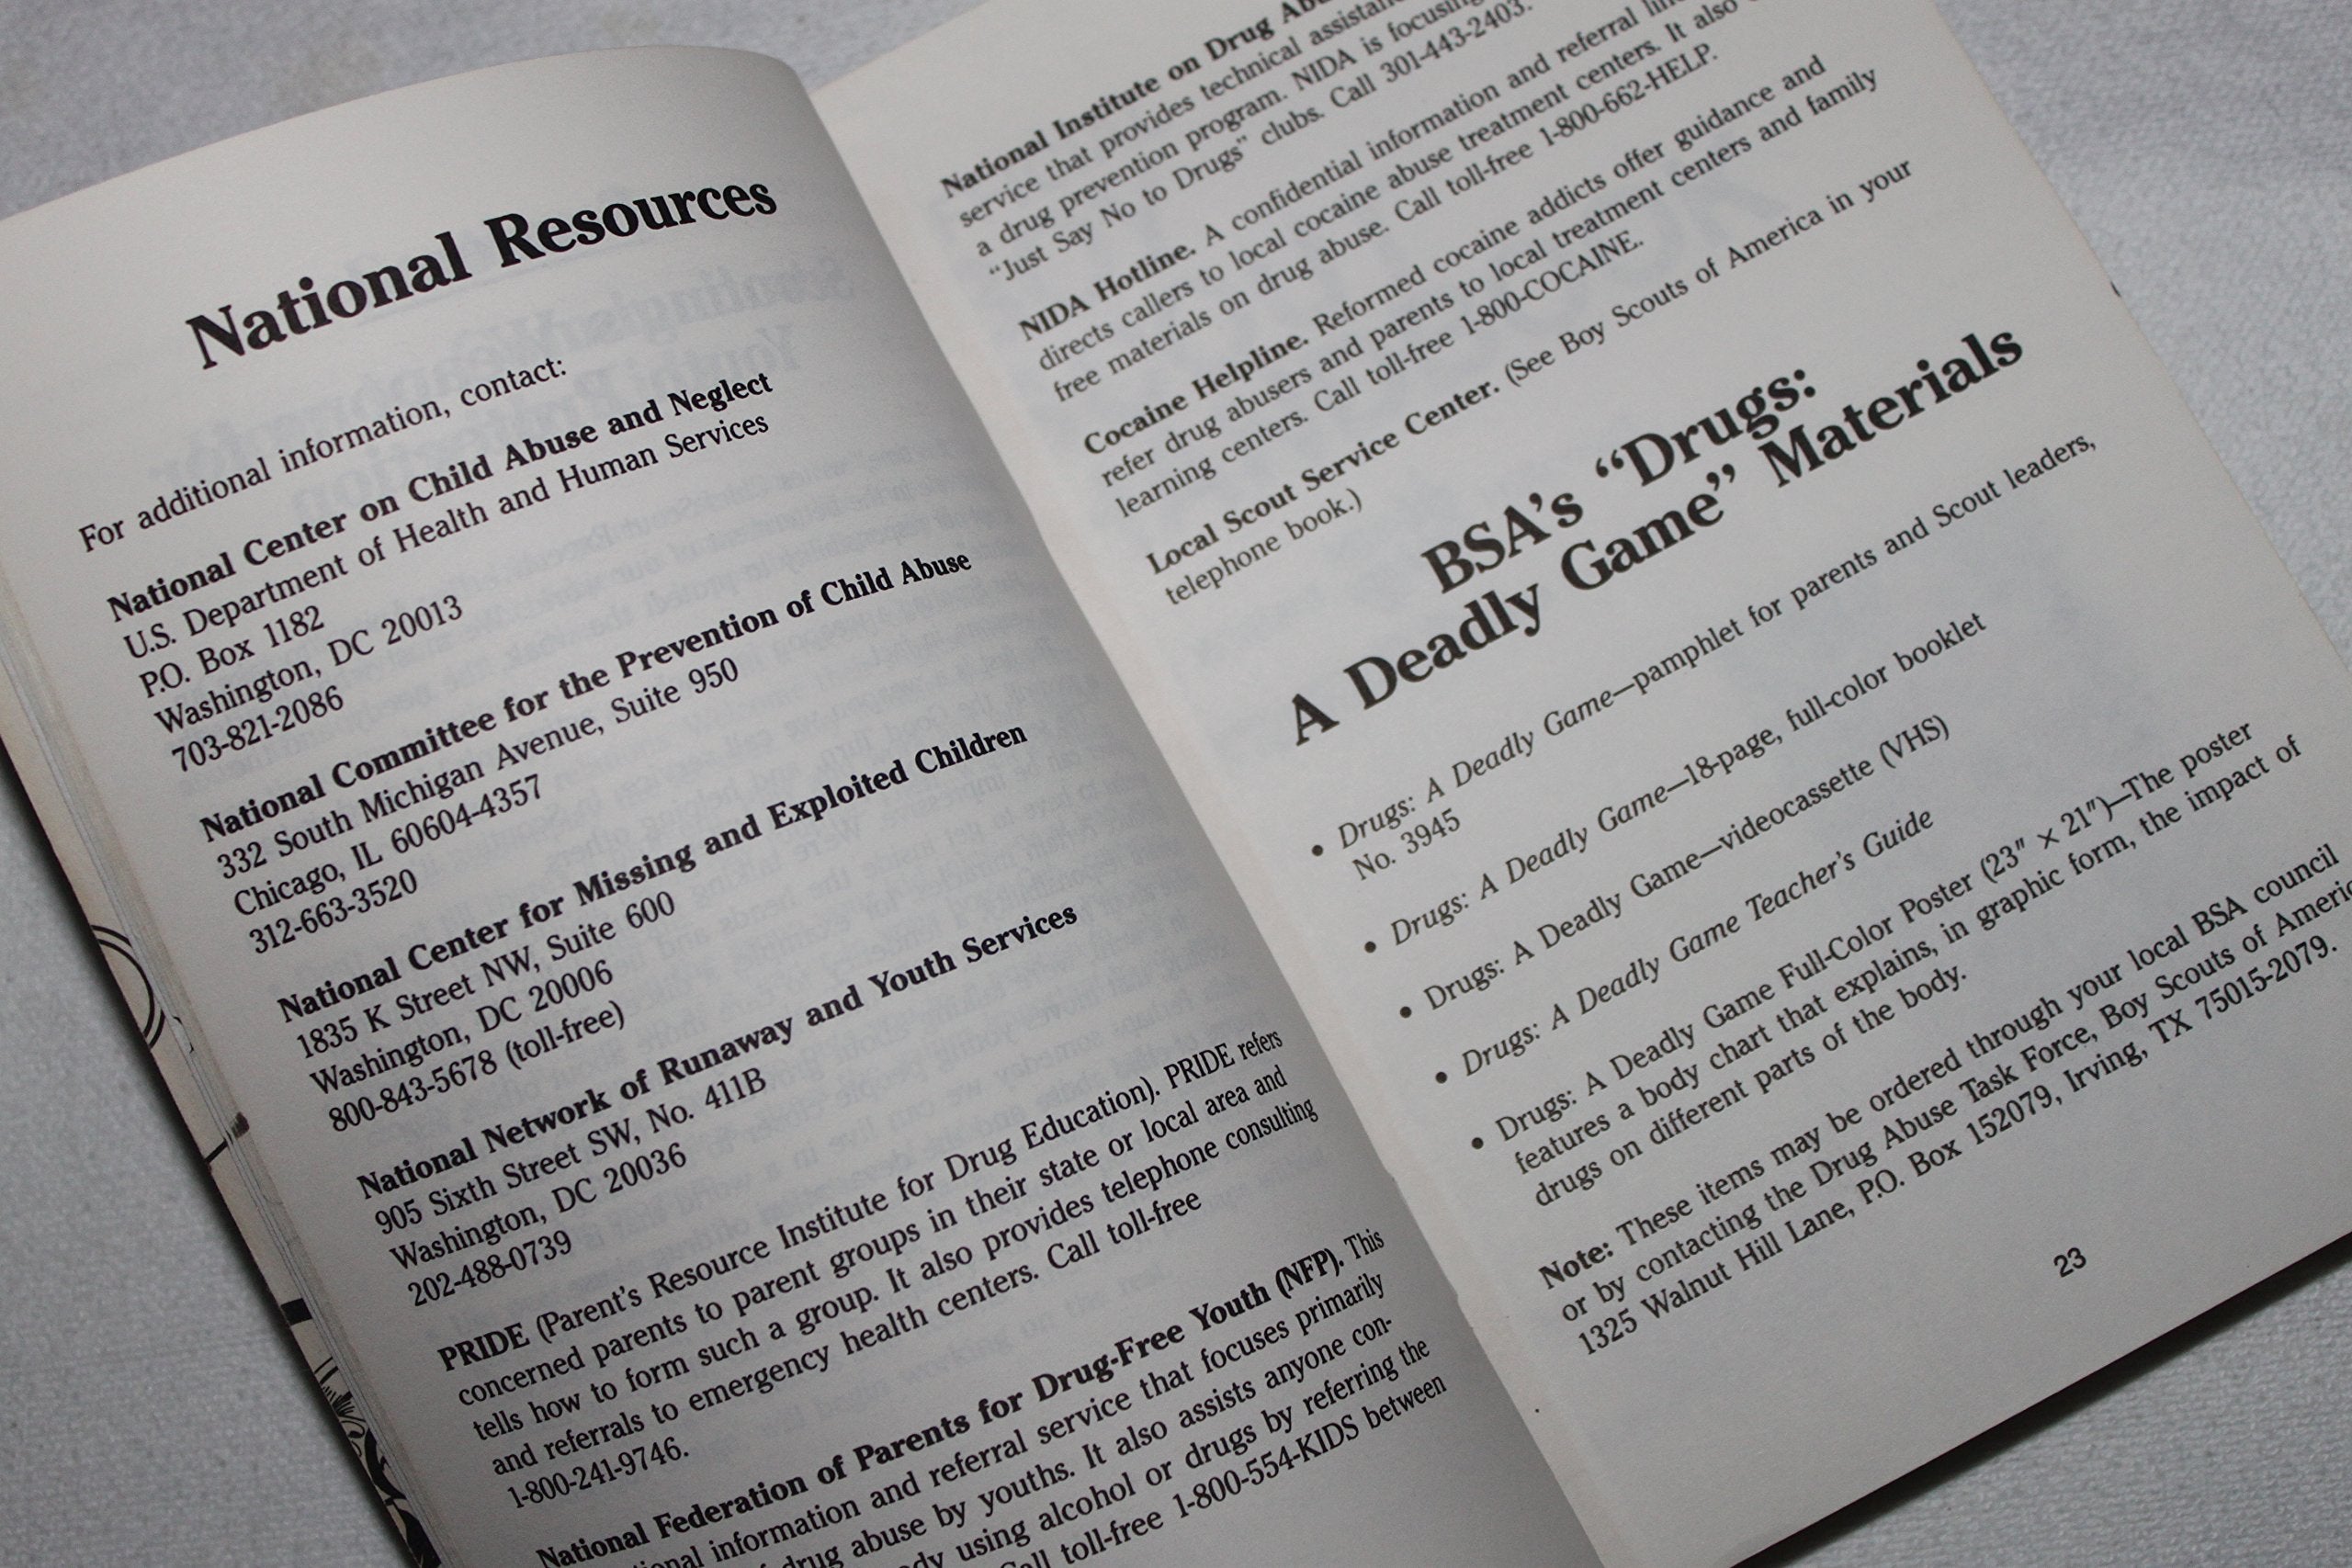 National Resources
For additional information, contact:
National Center on Child Abuse and Neglect
U.S. Department of Health and Human Services
P.O. Box 1182
Washington, DC 20013
703-821-2086
National Committee for the Prevention of Child Abuse
332 South Michigan Avenue, Suite 950
Chicago, IL 60604-4357
312-663-3520
National Center for Missing and Exploited Children
1835 K Street NW, Suite 600
Washington, DC 20006
800-843-5678 (toll-free)
National Network of Runaway and Youth Services
905 Sixth Street SW, No. 411B
Washington, DC 20036
202-488-0739
PRIDE (Parent's Resource Institute for Drug Education). PRIDE refers
concerned parents to parent groups in their state or local area and
tells how to form such a group. It also provides telephone consulting
and referrals to emergency health centers. Call toll-free
1-800-241-9746.
National Federation of Parents for Drug-Free Youth (NFP). This
information and referral service that focuses primarily
drug abuse by youths. It also assists anyone con-
using alcohol or drugs by referring the
Call toll-free 1-800-554-KIDS between
National Institute on Drug
service that provides technical
a drug prevention program. NIDA is focusing
“Just Say No to Drugs” clubs. Call 301-443-2403.
NIDA Hotline. A confidential information and referral
directs callers to local cocaine abuse treatment centers. It also
free materials on drug abuse. Call toll-free 1-800-662-HELP.
Cocaine Helpline. Reformed cocaine addicts offer guidance and
refer drug abusers and parents to local treatment centers and family
learning centers. Call toll-free 1-800-COCAINE.
Local Scout Service Center. (See Boy Scouts of America in your
telephone book.)
BSA's “Drugs:
A Deadly Game” Materials
• Drugs: A Deadly Game—pamphlet for parents and Scout leaders,
No. 3945
• Drugs: A Deadly Game—18-page, full-color booklet
• Drugs: A Deadly Game—videocassette (VHS)
• Drugs: A Deadly Game Teacher's Guide
• Drugs: A Deadly Game Full-Color Poster (23" × 21")—The poster
features a body chart that explains, in graphic form, the impact of
drugs on different parts of the body.
Note: These items may be ordered through your local BSA council
or by contacting the Drug Abuse Task Force, Boy Scouts of
1325 Walnut Hill Lane, P.O. Box 152079, Irving, TX 75015-2079.
23